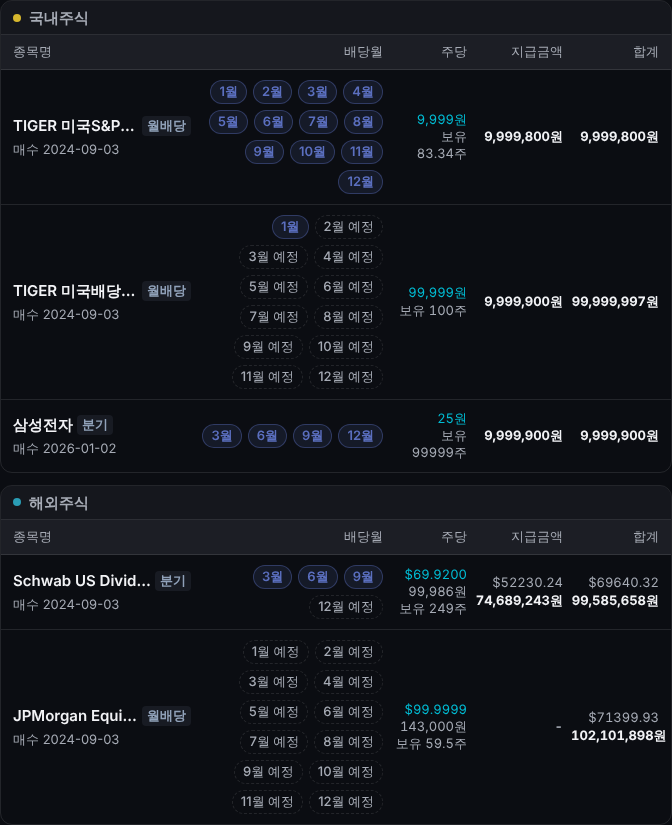 국내주식
종목명 배당월 주당 지급금액 합계
TIGER 미국S&P... 월배당
매수 2024-09-03
1월 2월 3월 4월
5월 6월 7월 8월
9월 10월 11월
12월
9,999원
보유
83.34주
9,999,800원 9,999,800원
TIGER 미국배당... 월배당
매수 2024-09-03
1월 2월 예정
3월 예정 4월 예정
5월 예정 6월 예정
7월 예정 8월 예정
9월 예정 10월 예정
11월 예정 12월 예정
99,999원
보유 100주
9,999,900원 99,999,997원
삼성전자 분기
매수 2026-01-02
3월 6월 9월 12월
25원
보유
99999주
9,999,900원 9,999,900원
해외주식
종목명 배당월 주당 지급금액 합계
Schwab US Divid... 분기
매수 2024-09-03
3월 6월 9월
12월 예정
$69.9200
99,986원
보유 249주
$52230.24
74,689,243원
$69640.32
99,585,658원
JPMorgan Equi... 월배당
매수 2024-09-03
1월 예정 2월 예정
3월 예정 4월 예정
5월 예정 6월 예정
7월 예정 8월 예정
9월 예정 10월 예정
11월 예정 12월 예정
$99.9999
143,000원
보유 59.5주
-
$71399.93
102,101,898원